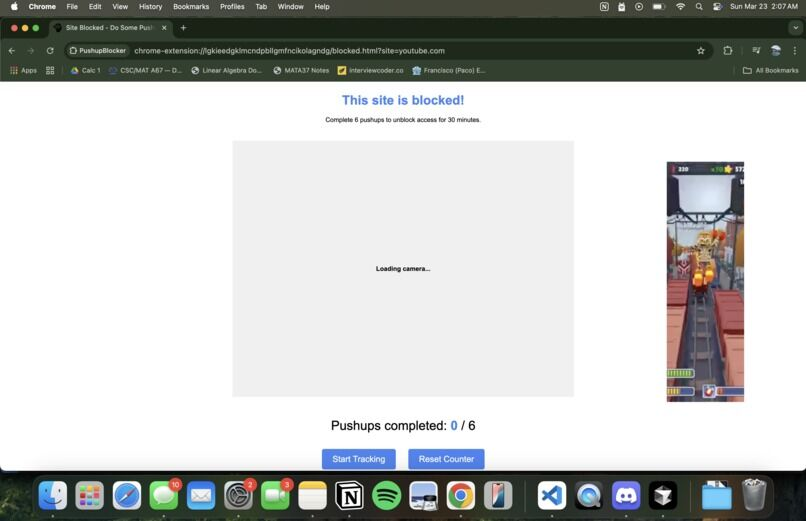 Chrome File Edit View History Bookmarks Profiles Tab Window Help Sun Mar 23 2:07 AM
Site Blocked - Do Some Push
PushupBlocker chrome-extension://lgkieedgklmcndpbllgmfncikolagndg/blocked.html?site=youtube.com
Apps Calc 1 CSC/MAT A67 — D... Linear Algebra Do... MATA37 Notes interviewcoder.co Francisco (Psco) E... All Bookmarks
This site is blocked!
Complete 6 pushups to unblock access for 30 minutes.
220
Loading camera...
Pushups completed: 0 / 6
Start Tracking Reset Counter
10 2 3